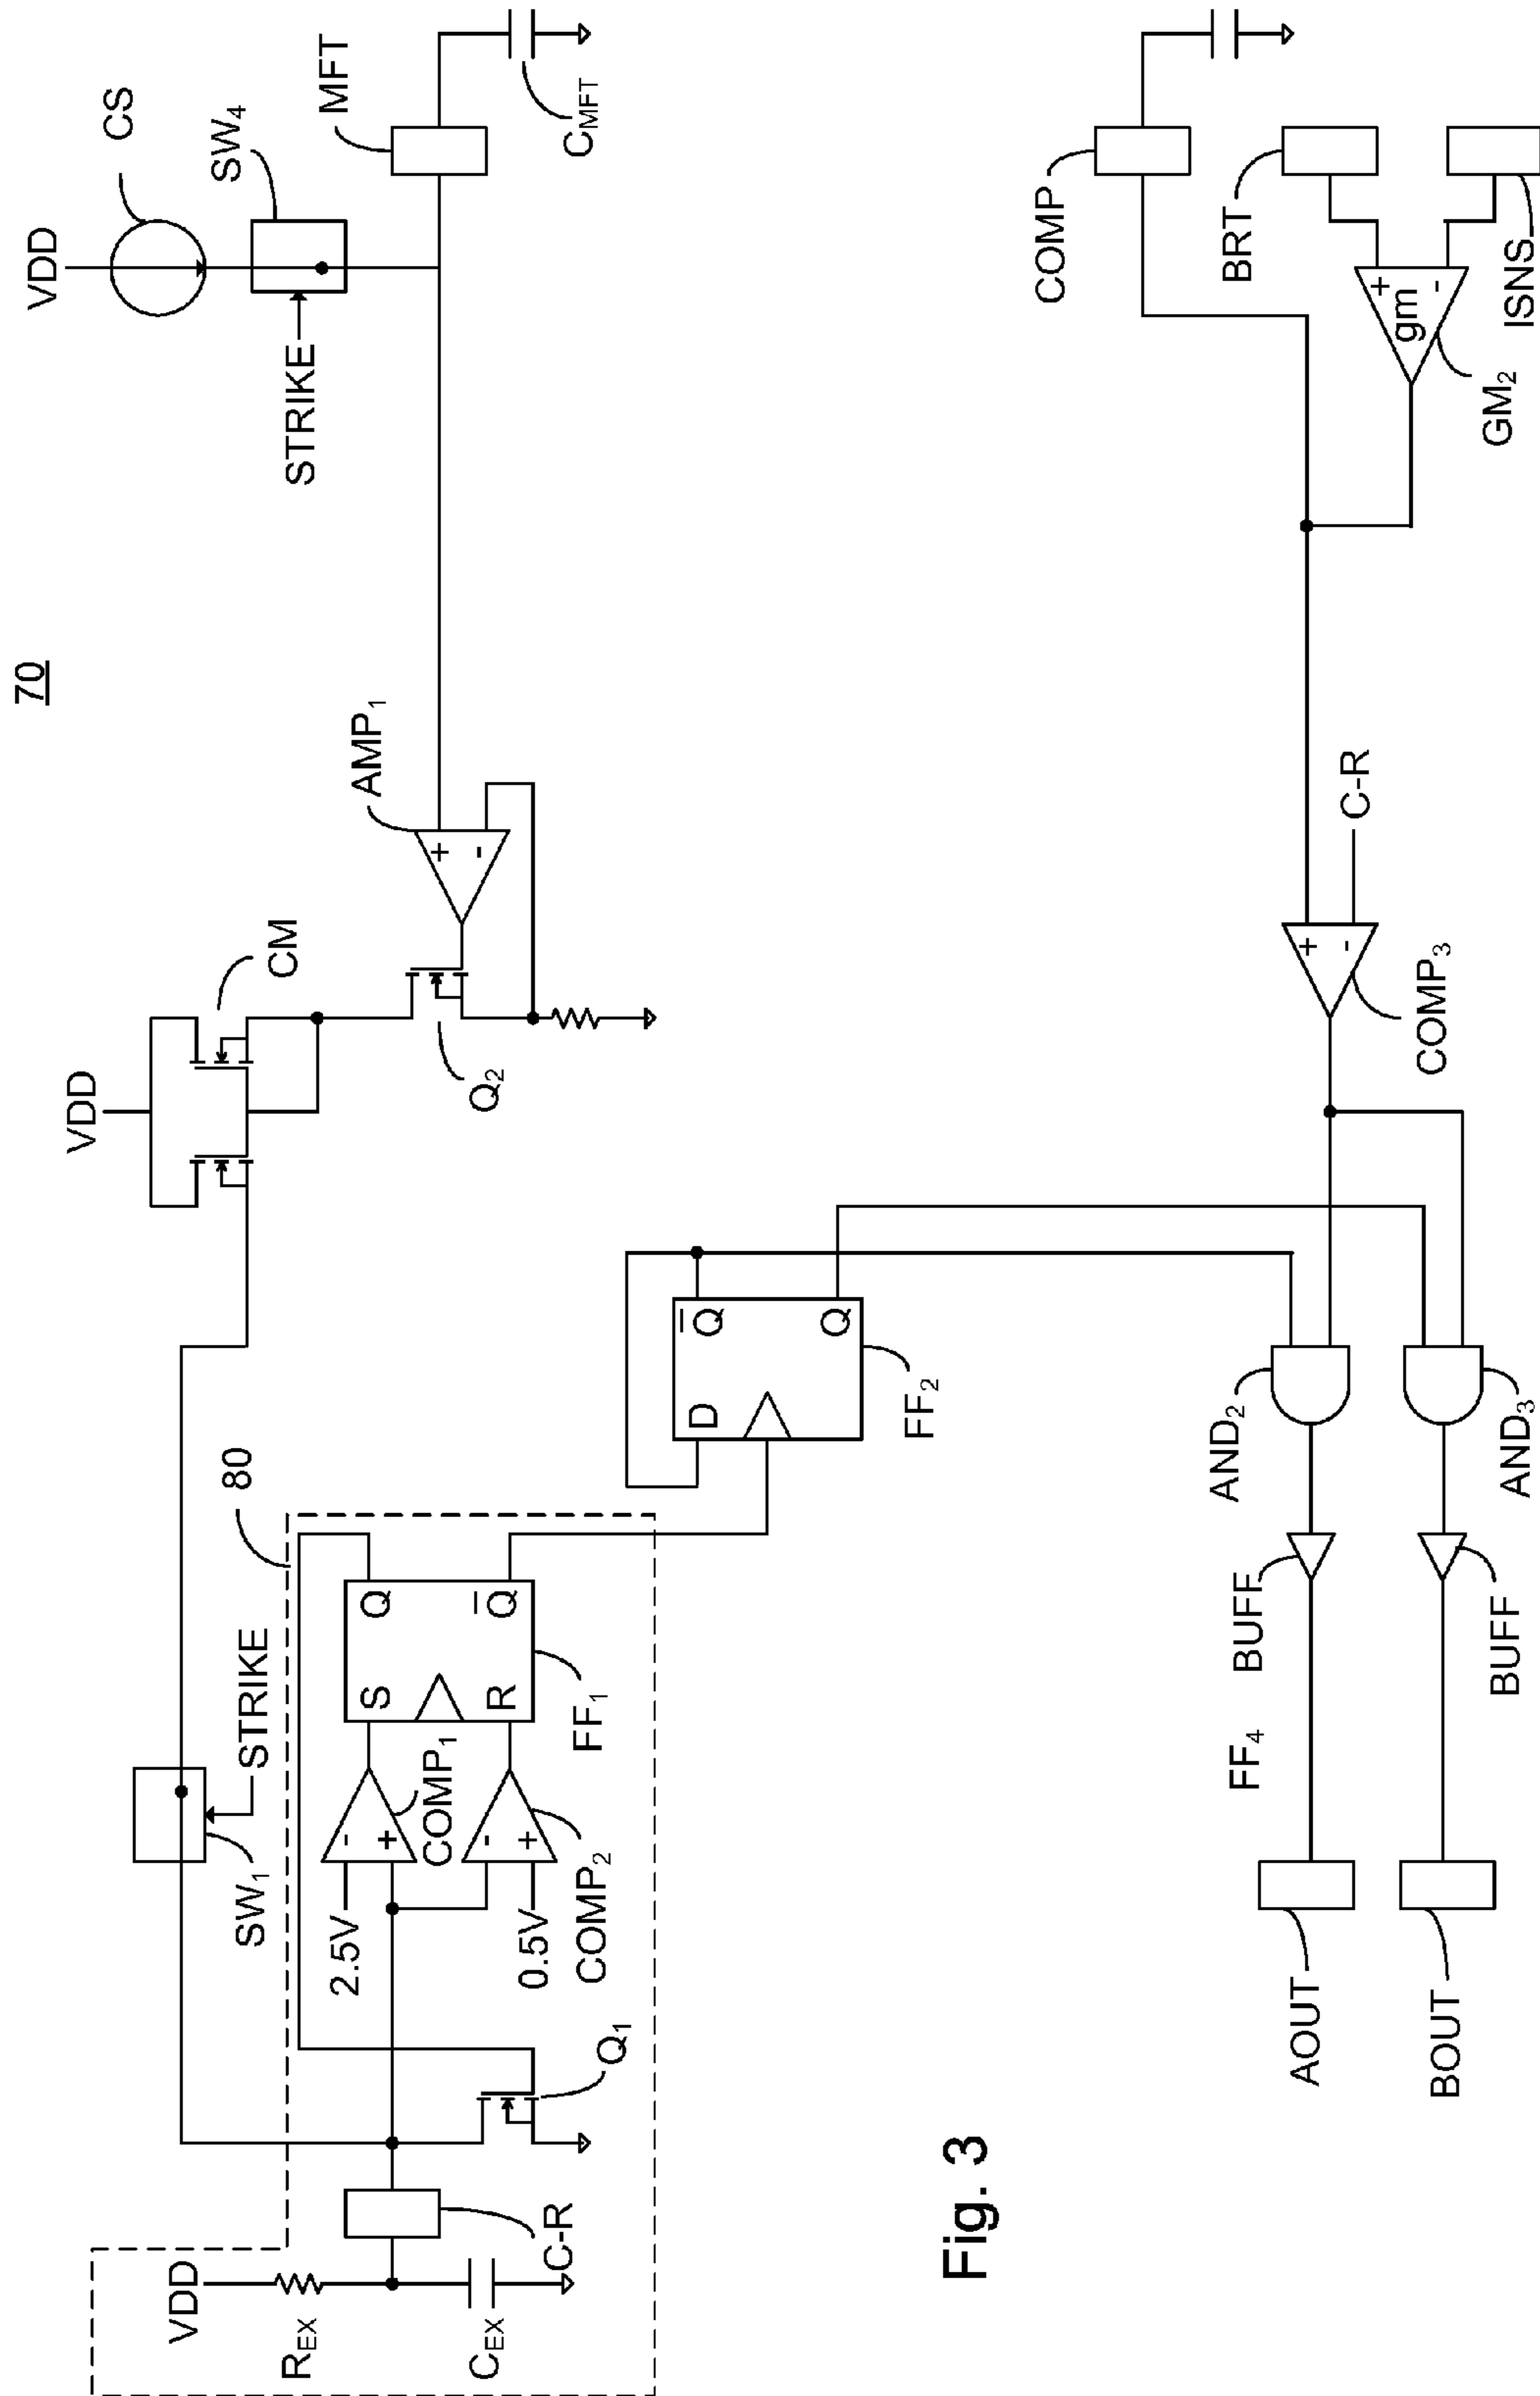 70
VDD
CS
SW4
STRIKE
MFT
CMFT
AMP1
VDD
CM
Q2
80
STRIKE
SW1
2.5V
-
+
COMP1
0.5V
-
+
COMP2
S
R
Q
Q
FF1
Q1
VDD
REX
CEX
C-R
+
-
D
Q
Q
FF2
COMP
BRT
ISNS
+
-
gm
GM2
C-R
+
-
COMP3
AND2
AND3
BUFF
BUFF
FF4
AOUT
BOUT
Fig. 3